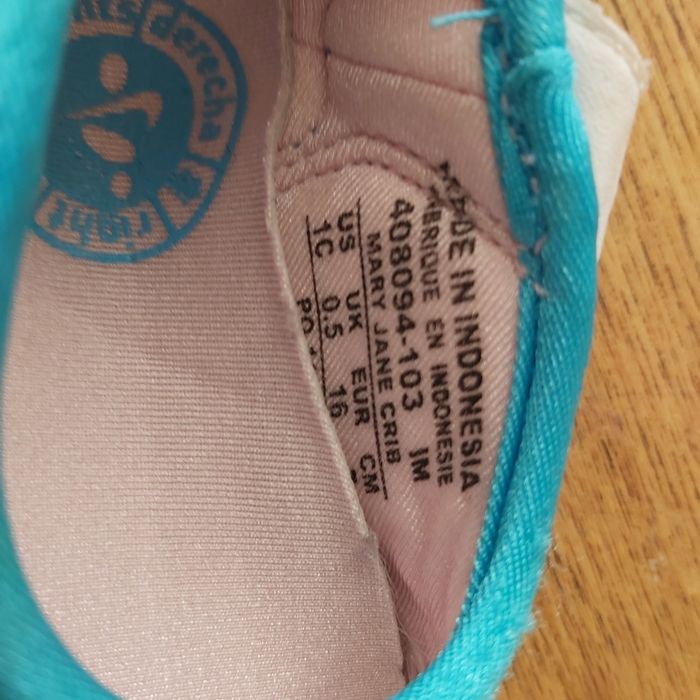 derecha
right
MADE IN INDONESIA
FABRIQUE EN INDONESIE
408094-103 JM
MARY JANE CRIB
US UK EUR CM
1C 0.5 16
PO